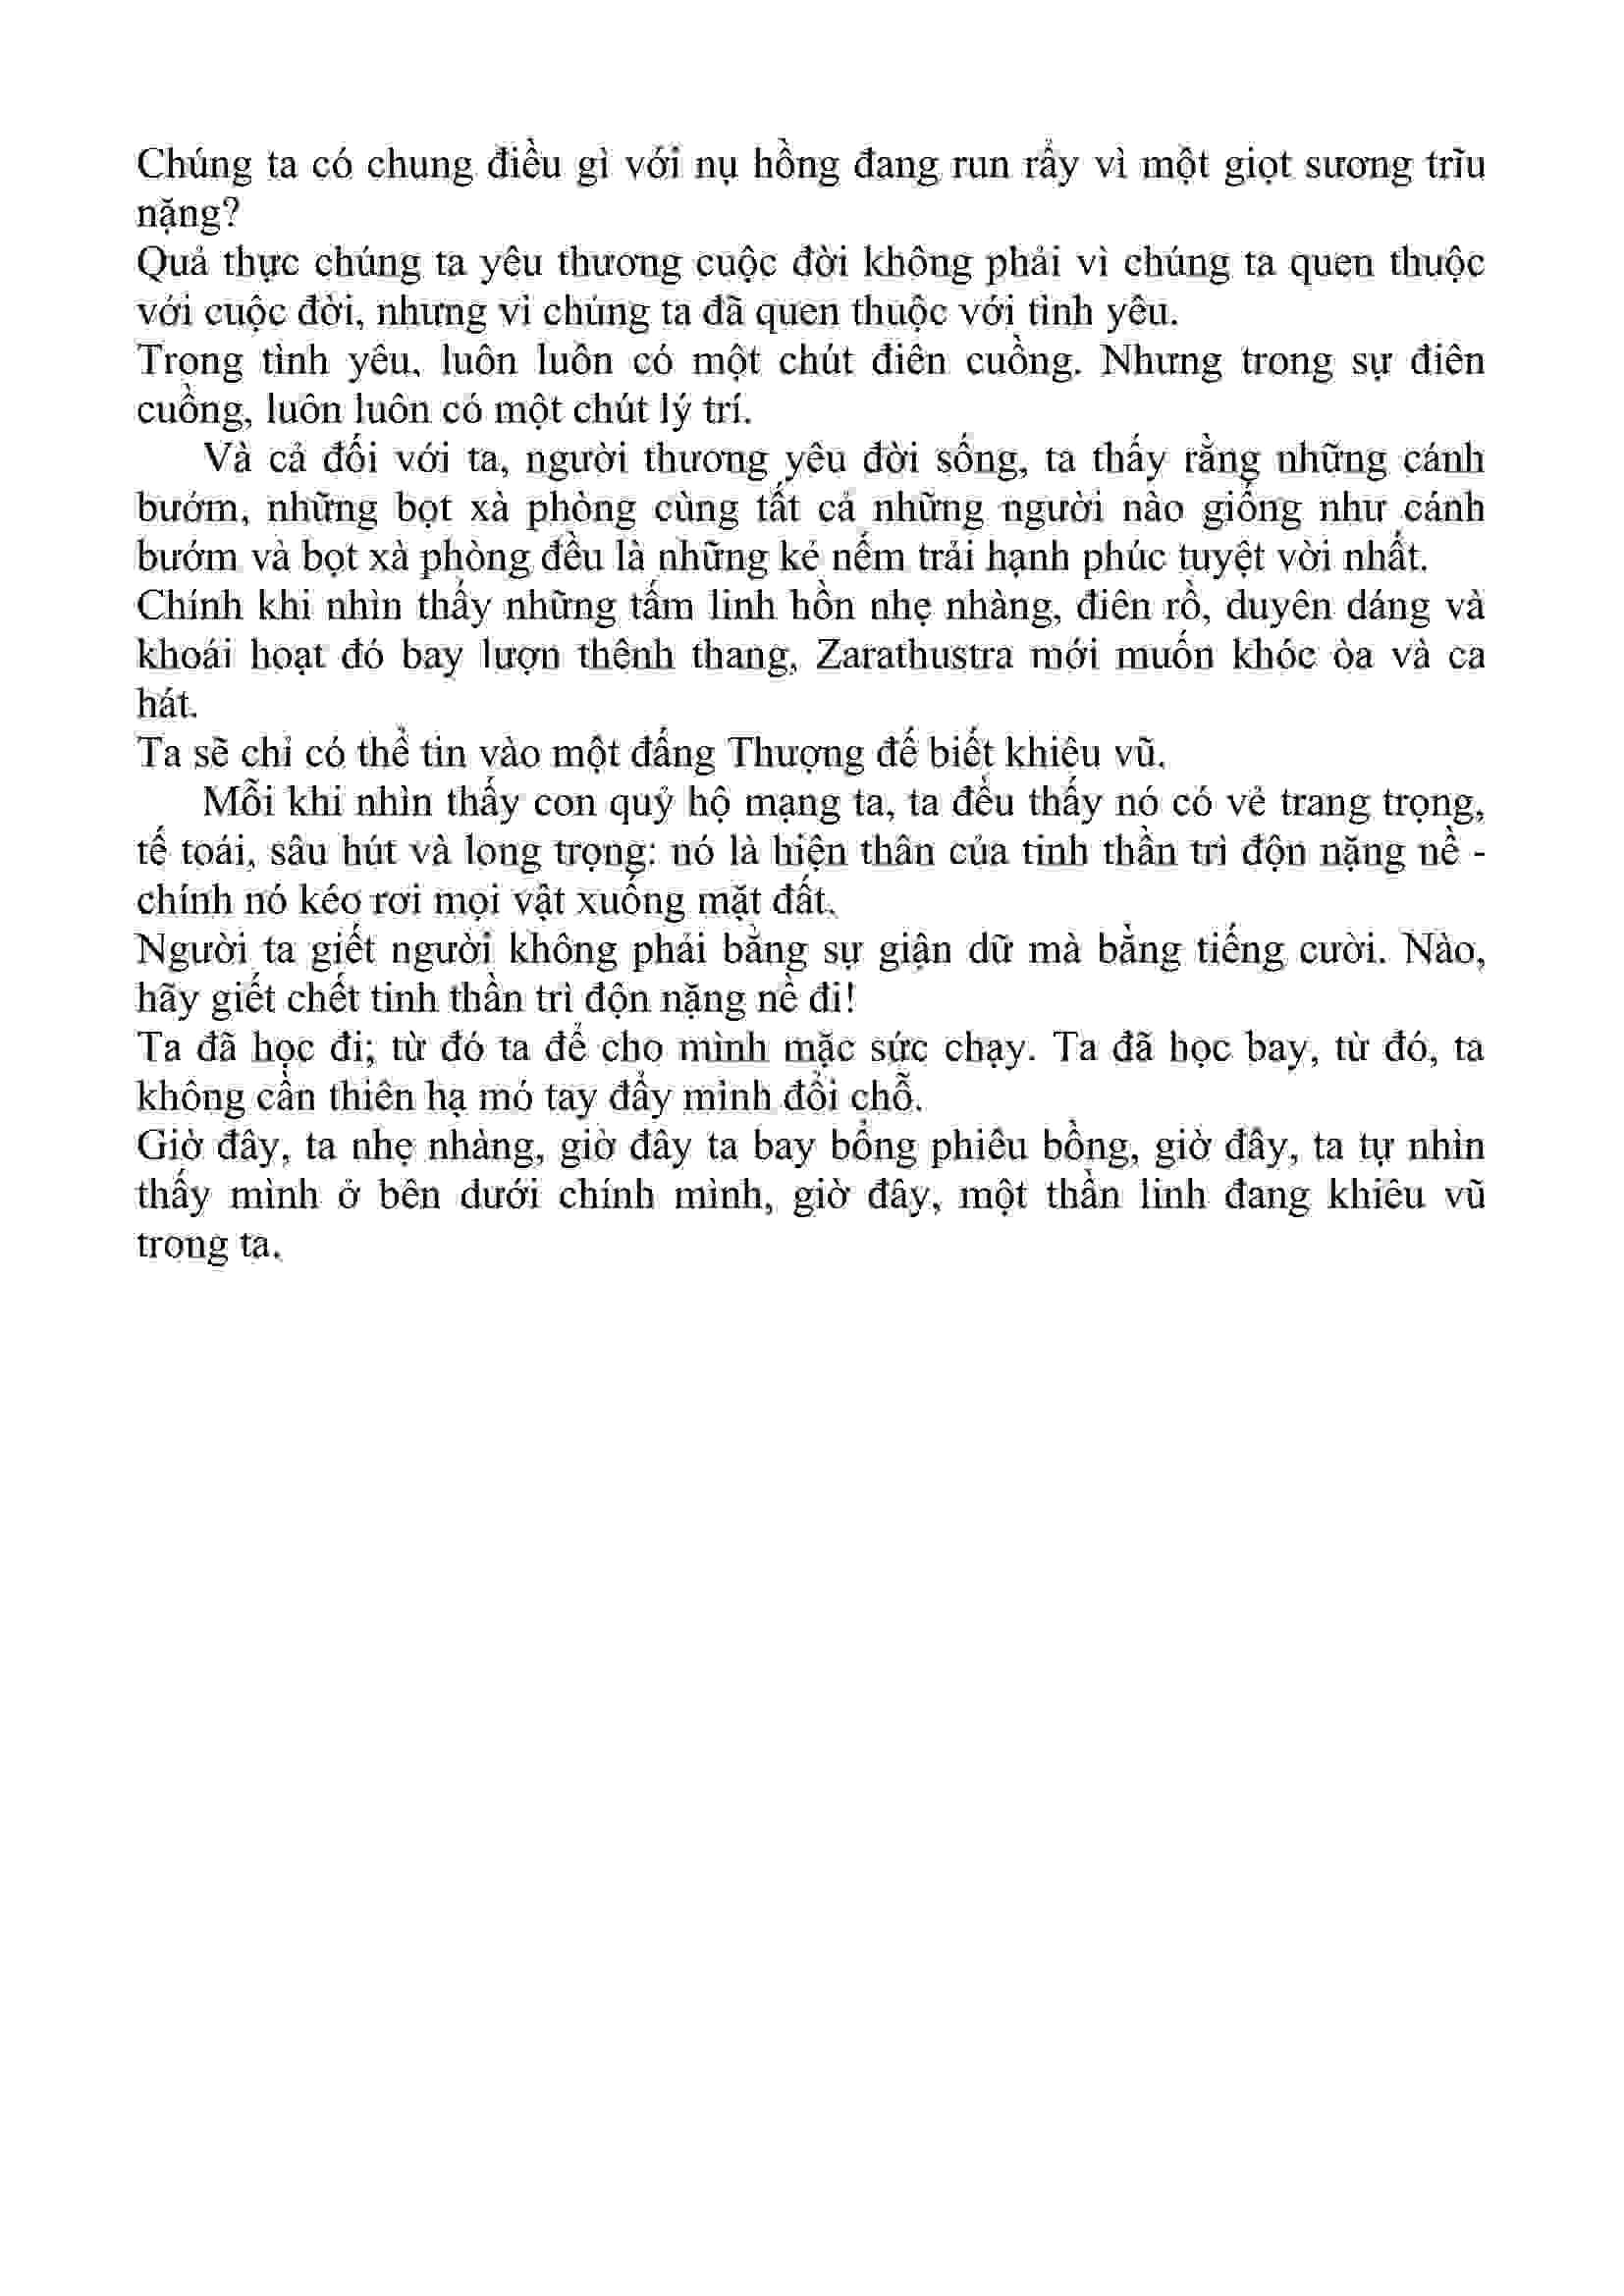 Chúng ta có chung điều gì với nụ hồng đang run rẩy vì một giọt sương trĩu
nặng?
Quả thực chúng ta yêu thương cuộc đời không phải vì chúng ta quen thuộc
với cuộc đời, nhưng vì chúng ta đã quen thuộc với tình yêu.
Trong tình yêu, luôn luôn có một chút điên cuồng. Nhưng trong sự điên
cuồng, luôn luôn có một chút lý trí.
Và cả đối với ta, người thương yêu đời sống, ta thấy rằng những cánh
bướm, những bọt xà phòng cùng tất cả những người nào giống như cánh
bướm và bọt xà phòng đều là những kẻ nếm trải hạnh phúc tuyệt vời nhất.
Chính khi nhìn thấy những tấm linh hồn nhẹ nhàng, điên rồ, duyên dáng và
khoái hoạt đó bay lượn thênh thang, Zarathustra mới muốn khóc òa và ca
hát.
Ta sẽ chỉ có thể tin vào một đấng Thượng đế biết khiêu vũ.
Mỗi khi nhìn thấy con quỷ hộ mạng ta, ta đều thấy nó có vẻ trang trọng,
tế toái, sâu hút và long trọng: nó là hiện thân của tinh thần trì độn nặng nề -
chính nó kéo rơi mọi vật xuống mặt đất.
Người ta giết người không phải bằng sự giận dữ mà bằng tiếng cười. Nào,
hãy giết chết tinh thần trì độn nặng nề đi!
Ta đã học đi; từ đó ta để cho mình mặc sức chạy. Ta đã học bay, từ đó, ta
không cần thiên hạ mó tay đẩy mình đổi chỗ.
Giờ đây, ta nhẹ nhàng, giờ đây ta bay bổng phiêu bồng, giờ đây, ta tự nhìn
thấy mình ở bên dưới chính mình, giờ đây, một thần linh đang khiêu vũ
trong ta.